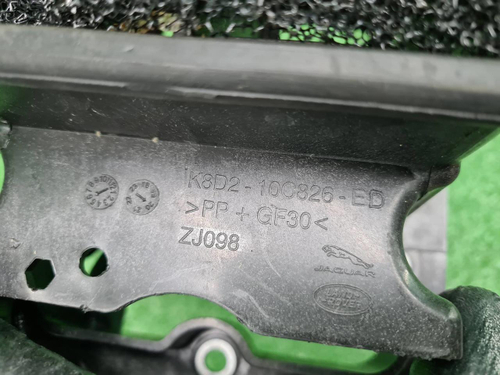 K8D2-10C826-ED
>PP+GF30<
ZJ098
JAGUAR